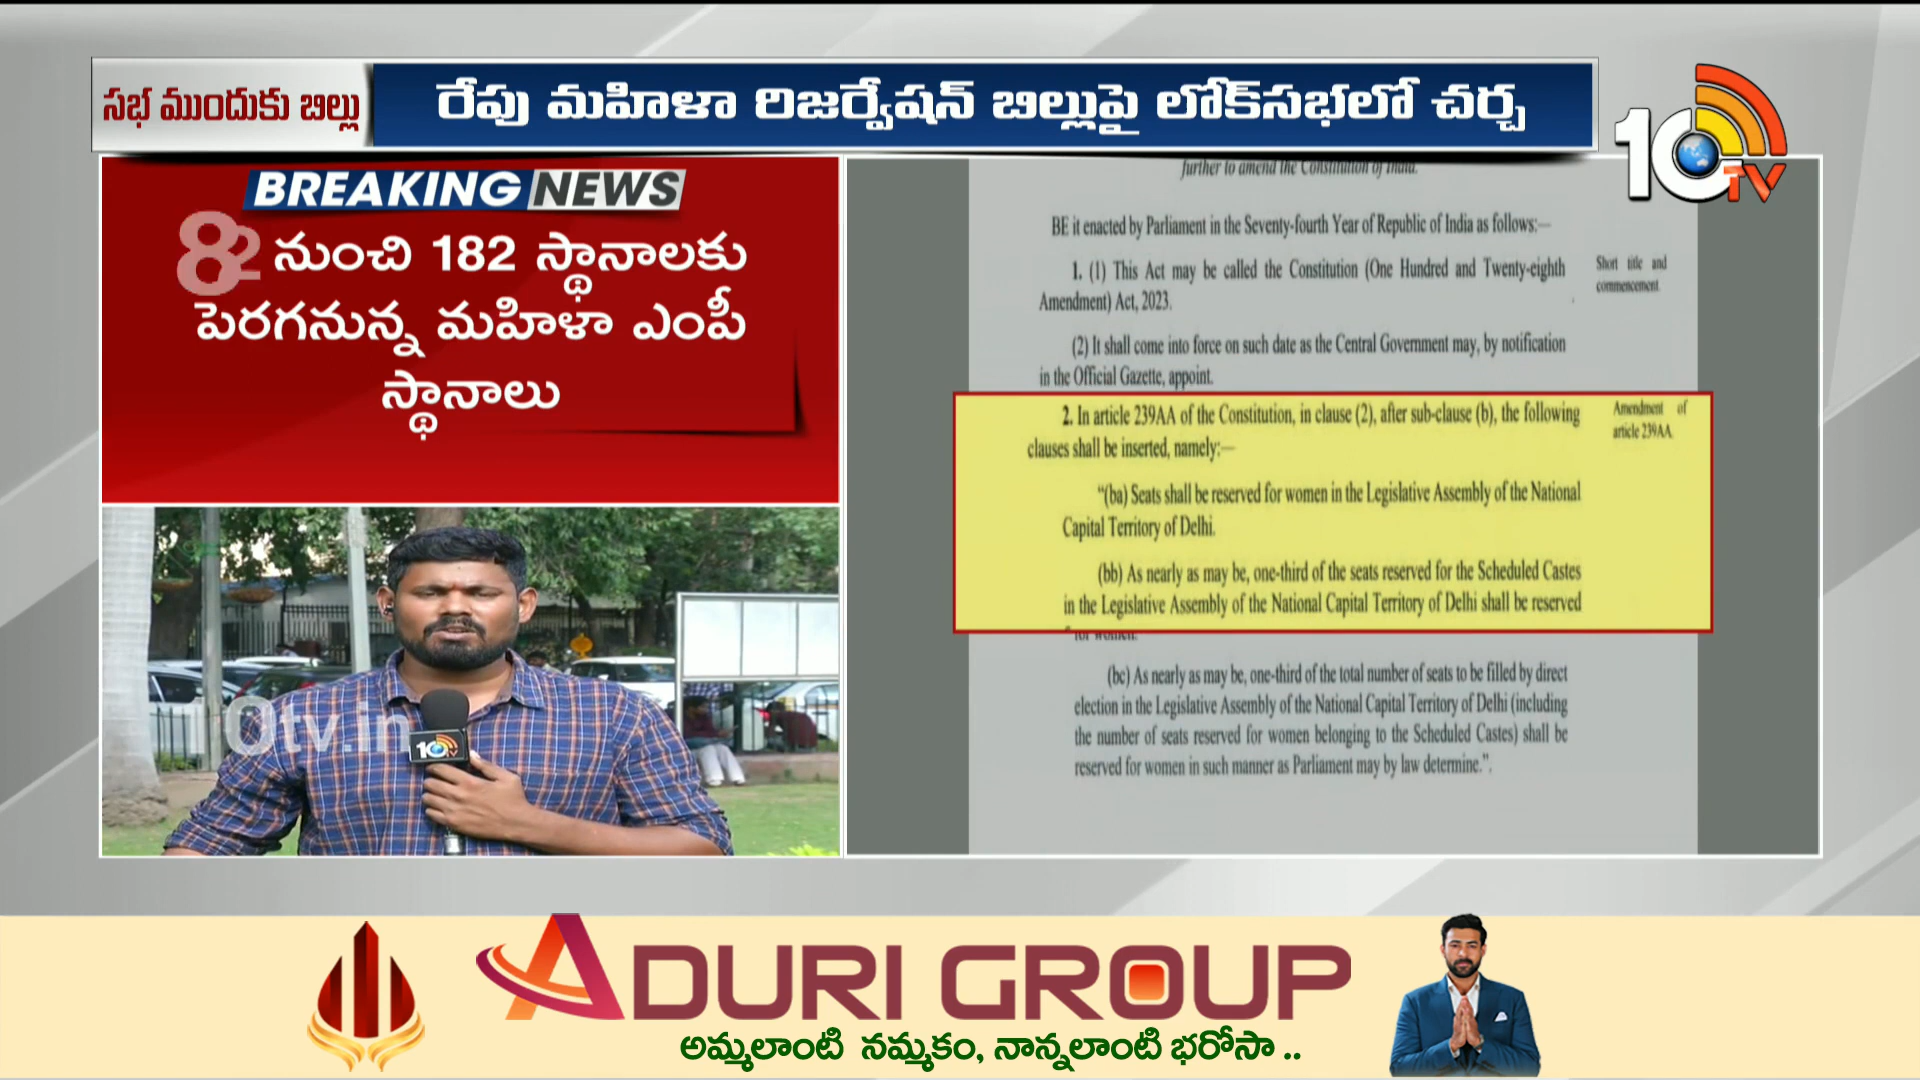 సభ ముందుకు బిల్లు
రేపు మహిళా రిజర్వేషన్ బిల్లుపై లోక్‌సభలో చర్చ
10TV
BREAKING NEWS
82 నుంచి 182 స్థానాలకు
పెరగనున్న మహిళా ఎంపీ
స్థానాలు
further to amend the Constitution of India.
BE it enacted by Parliament in the Seventy-fourth Year of Republic of India as follows:—
1. (1) This Act may be called the Constitution (One Hundred and Twenty-eighth
Amendment) Act, 2023.
Short title and
commencement.
(2) It shall come into force on such date as the Central Government may, by notification
in the Official Gazette, appoint.
2. In article 239AA of the Constitution, in clause (2), after sub-clause (b), the following
clauses shall be inserted, namely:—
Amendment of
article 239AA.
“(ba) Seats shall be reserved for women in the Legislative Assembly of the National
Capital Territory of Delhi.
(bb) As nearly as may be, one-third of the seats reserved for the Scheduled Castes
in the Legislative Assembly of the National Capital Territory of Delhi shall be reserved
for women.
(bc) As nearly as may be, one-third of the total number of seats to be filled by direct
election in the Legislative Assembly of the National Capital Territory of Delhi (including
the number of seats reserved for women belonging to the Scheduled Castes) shall be
reserved for women in such manner as Parliament may by law determine.”.
10tv.in
10TV
ADURI GROUP
అమ్మలాంటి నమ్మకం, నాన్నలాంటి భరోసా ..